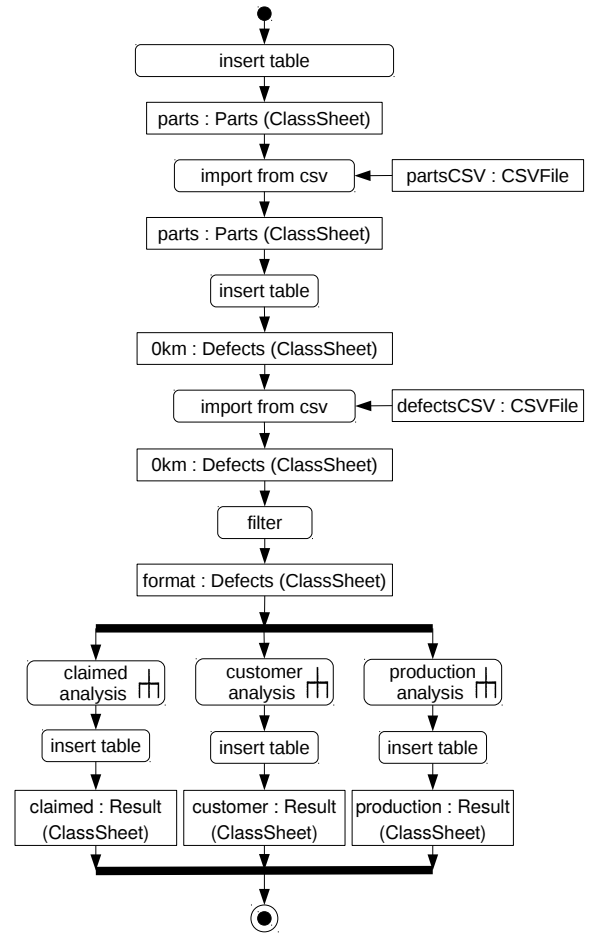 insert table
parts : Parts (ClassSheet)
import from csv
partsCSV : CSVFile
parts : Parts (ClassSheet)
insert table
0km : Defects (ClassSheet)
import from csv
defectsCSV : CSVFile
0km : Defects (ClassSheet)
filter
format : Defects (ClassSheet)
claimed
analysis
customer
analysis
production
analysis
insert table
insert table
insert table
claimed : Result
(ClassSheet)
customer : Result
(ClassSheet)
production : Result
(ClassSheet)